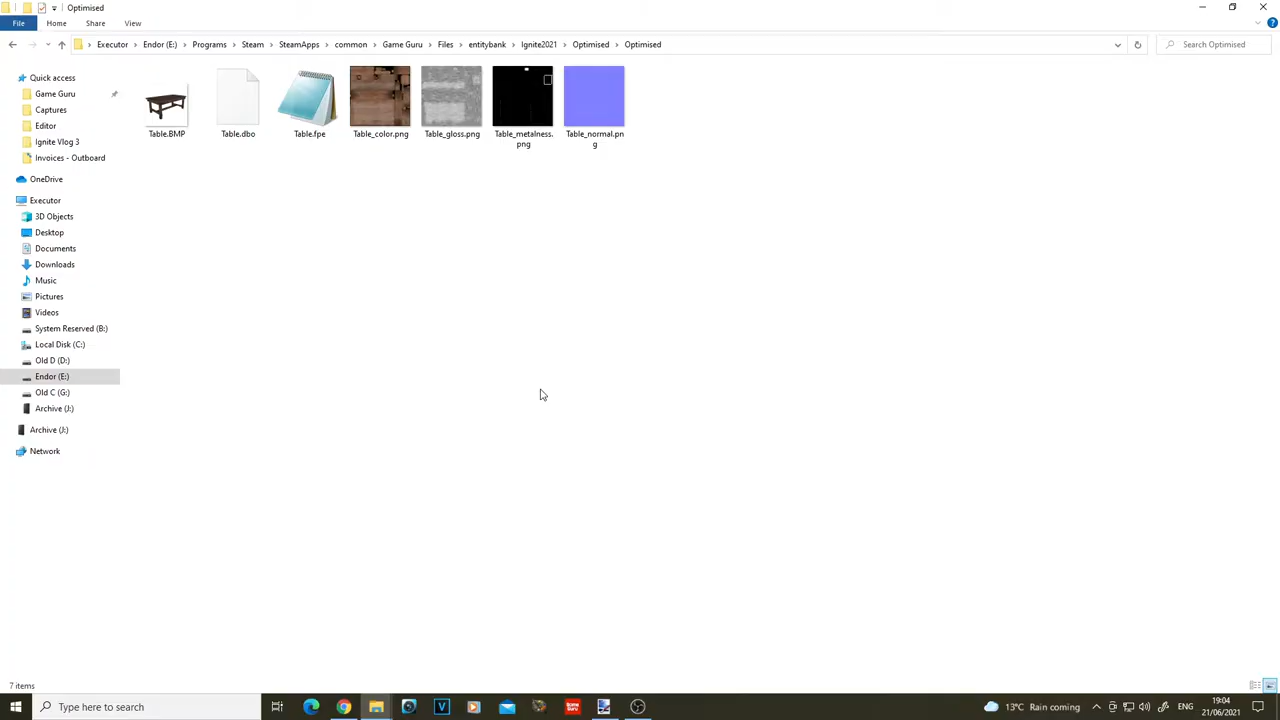 Optimised
File
Home
Share
View
Executor
Endor (E:)
Programs
Steam
SteamApps
common
Game Guru
Files
entitybank
Ignite2021
Optimised
Optimised
Search Optimised
Quick access
Game Guru
Captures
Editor
Ignite Vlog 3
Invoices - Outboard
OneDrive
Executor
3D Objects
Desktop
Documents
Downloads
Music
Pictures
Videos
System Reserved (B:)
Local Disk (C:)
Old D (D:)
Endor (E:)
Old C (G:)
Archive (J:)
Archive (J:)
Network
Table.BMP
Table.dbo
Table.fpe
Table_color.png
Table_gloss.png
Table_metalness.
png
Table_normal.pn
g
7 items
Type here to search
13°C Rain coming
ENG
19:04
21/06/2021